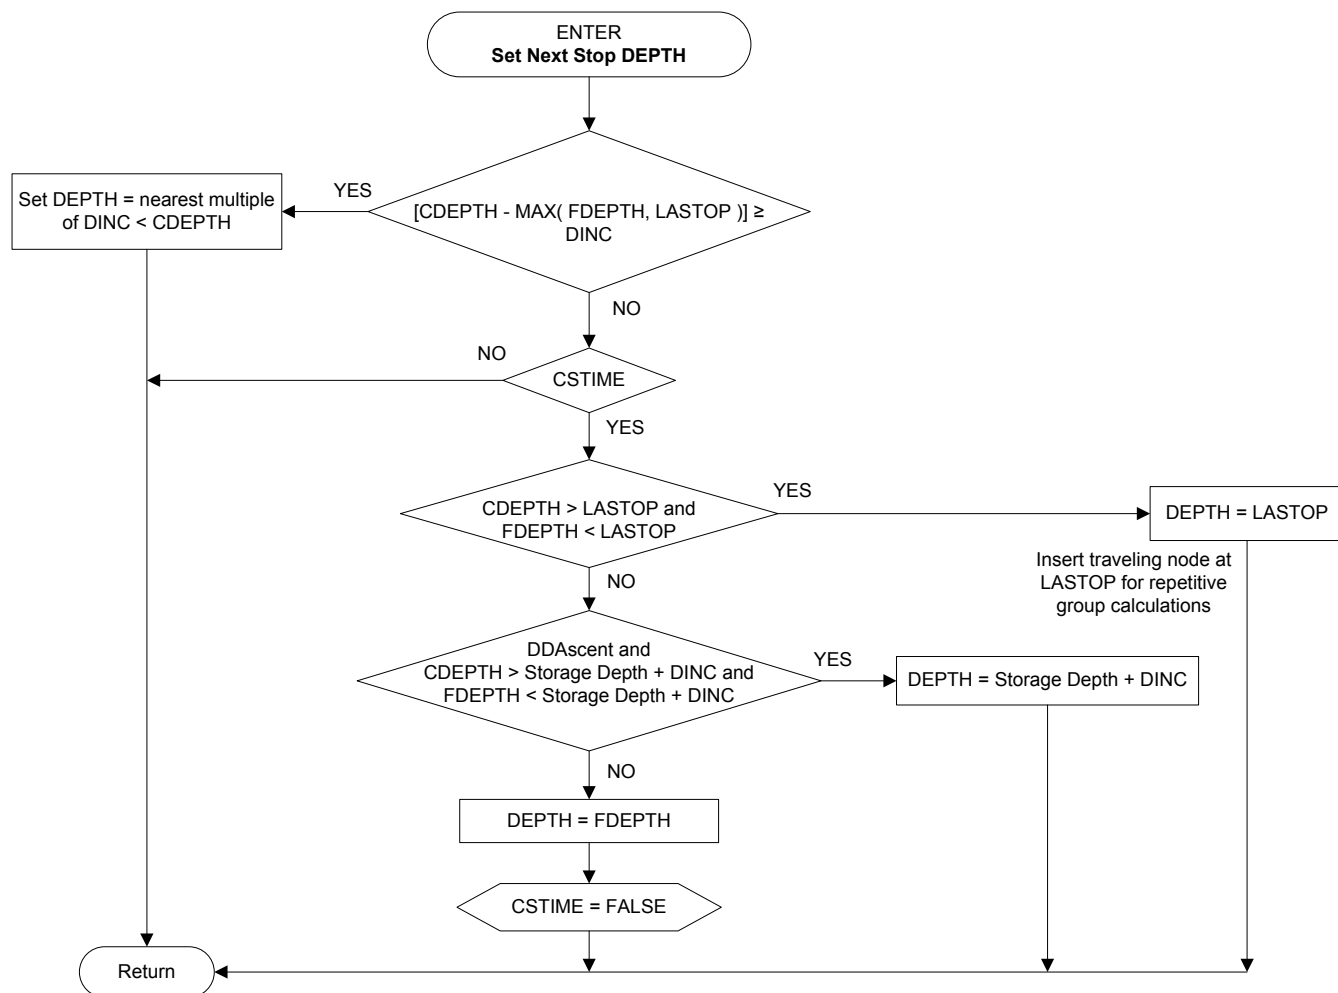 ENTER
Set Next Stop DEPTH
YES
Set DEPTH = nearest multiple
of DINC < CDEPTH
[CDEPTH - MAX( FDEPTH, LASTOP )] ≥
DINC
NO
NO
CSTIME
YES
CDEPTH > LASTOP and
FDEPTH < LASTOP
YES
DEPTH = LASTOP
Insert traveling node at
LASTOP for repetitive
group calculations
NO
DDAscent and
CDEPTH > Storage Depth + DINC and
FDEPTH < Storage Depth + DINC
YES
DEPTH = Storage Depth + DINC
NO
DEPTH = FDEPTH
CSTIME = FALSE
Return